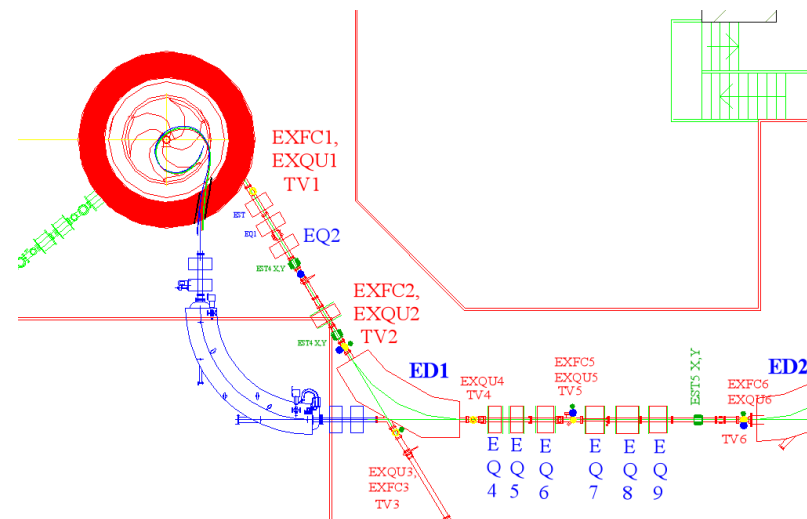 EXFC1,
EXQU1
TV1
EST
EQ1
EQ2
EST4 X,Y
EXFC2,
EXQU2
TV2
EST4 X,Y
ED1
EXQU4
TV4
EXFC5
EXQU5
TV5
EST5 X,Y
ED2
EXFC6
EXQU6
TV6
EXQU3,
EXFC3
TV3
E
Q
4
E
Q
5
E
Q
6
E
Q
7
E
Q
8
E
Q
9